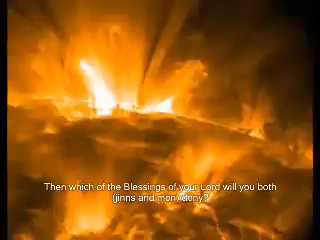 Then which of the Blessings of your Lord will you both
(jinns and men) deny?